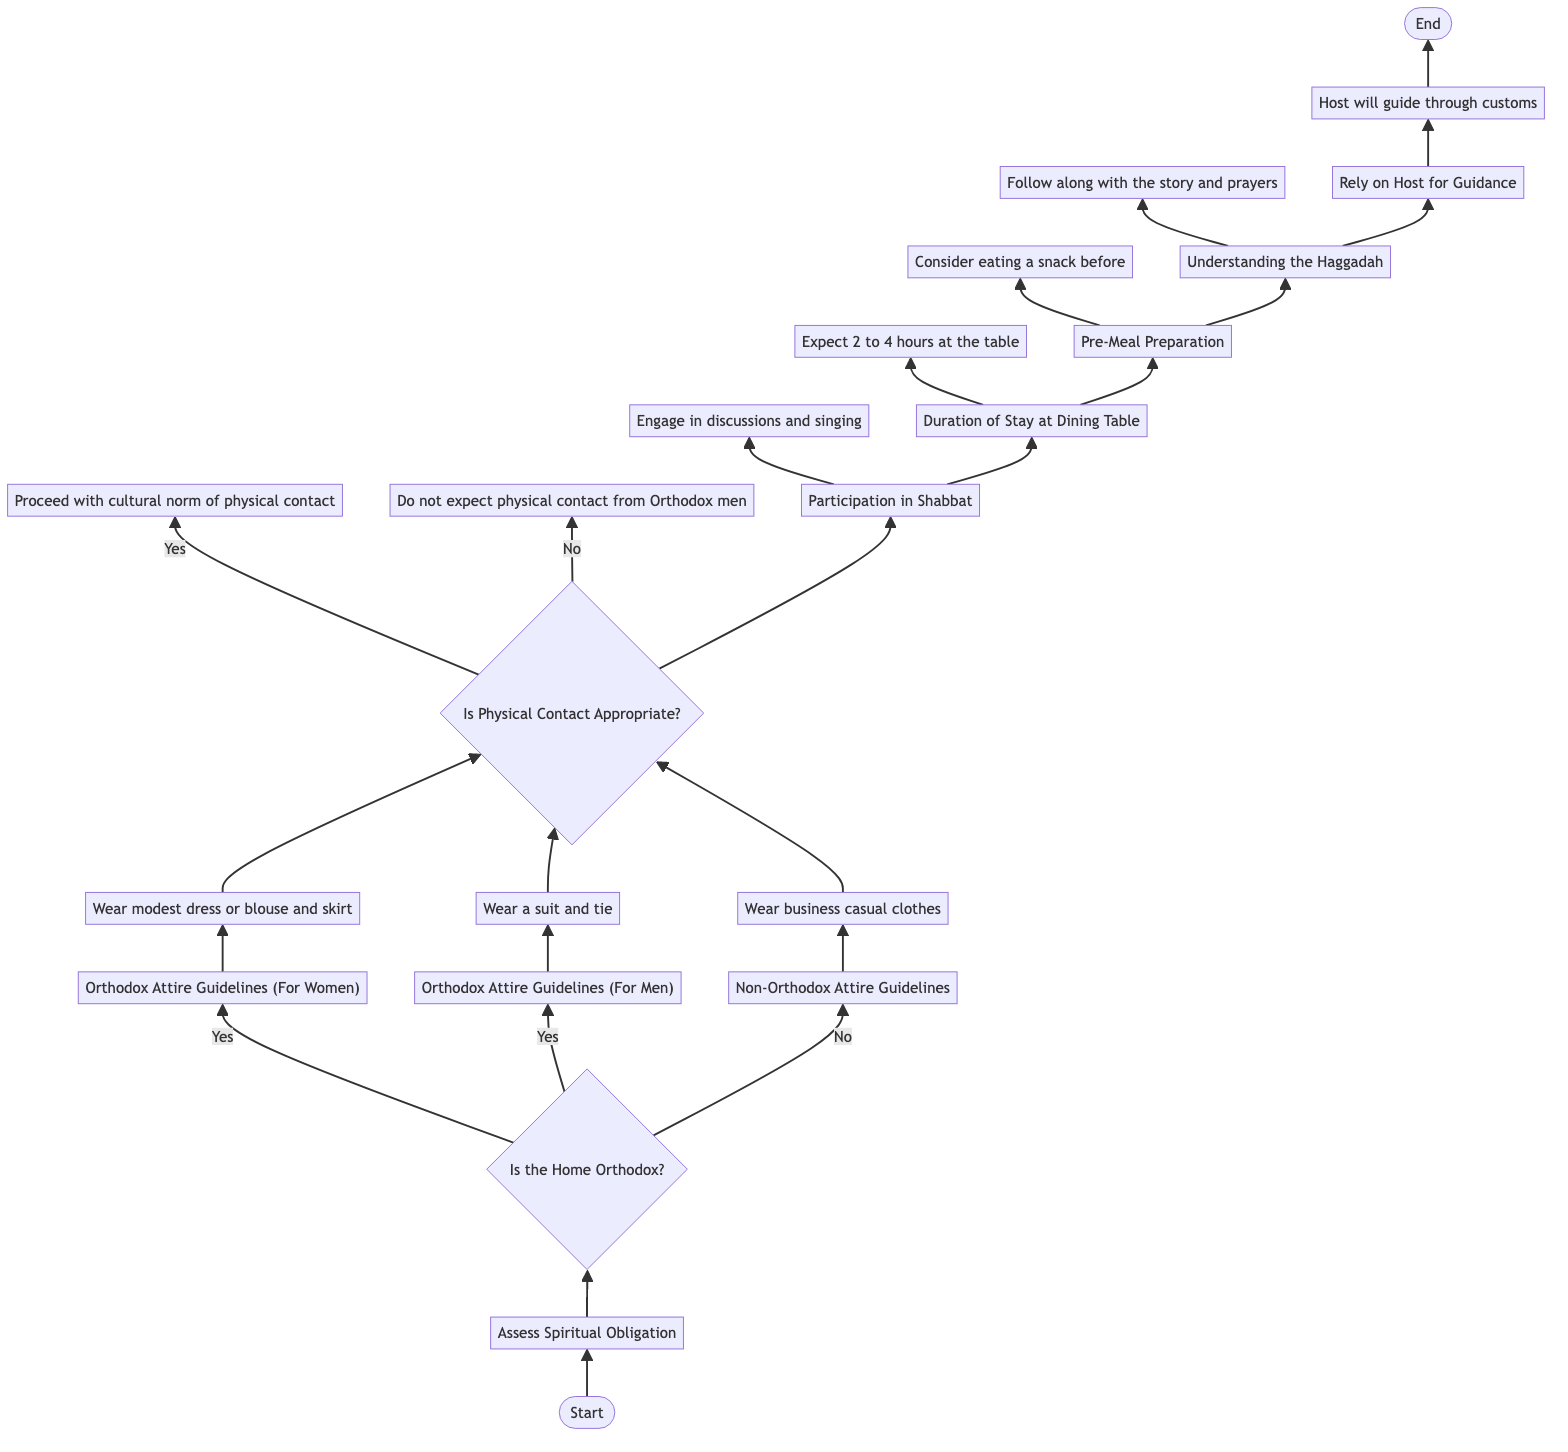 End
Host will guide through customs
Follow along with the story and prayers
Rely on Host for Guidance
Consider eating a snack before
Understanding the Haggadah
Expect 2 to 4 hours at the table
Pre-Meal Preparation
Engage in discussions and singing
Duration of Stay at Dining Table
Proceed with cultural norm of physical contact
Do not expect physical contact from Orthodox men
Participation in Shabbat
Yes
No
Is Physical Contact Appropriate?
Wear modest dress or blouse and skirt
Wear a suit and tie
Wear business casual clothes
Orthodox Attire Guidelines (For Women)
Orthodox Attire Guidelines (For Men)
Non-Orthodox Attire Guidelines
Yes
Yes
No
Is the Home Orthodox?
Assess Spiritual Obligation
Start